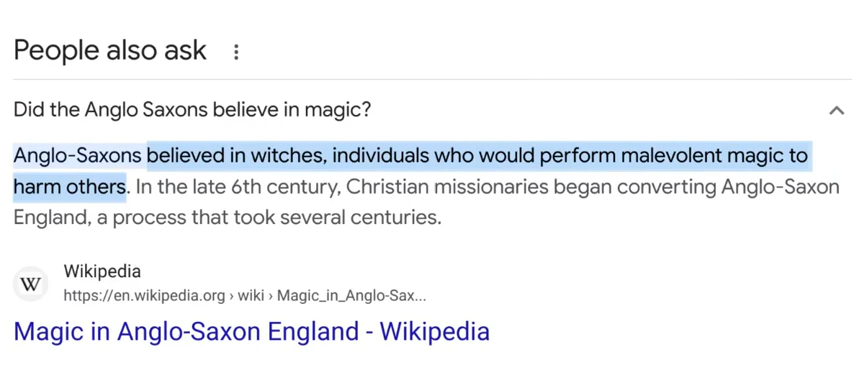 People also ask
Did the Anglo Saxons believe in magic?
Anglo-Saxons believed in witches, individuals who would perform malevolent magic to
harm others. In the late 6th century, Christian missionaries began converting Anglo-Saxon
England, a process that took several centuries.
W
Wikipedia
https://en.wikipedia.org › wiki › Magic_in_Anglo-Sax...
Magic in Anglo-Saxon England - Wikipedia